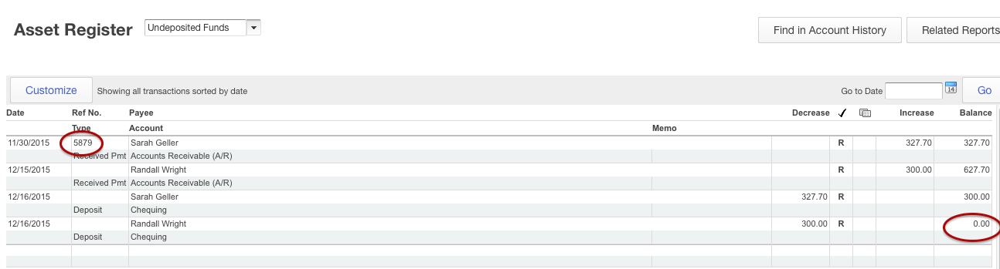 Asset Register Undeposited Funds Find in Account History Related Reports
Customize Showing all transactions sorted by date Go to Date 14 Go
Date Ref No. Payee Decrease ✓ Increase Balance
Type Account Memo
11/30/2015 5879 Sarah Geller R 327.70 327.70
Received Pmt Accounts Receivable (A/R)
12/15/2015 Randall Wright R 300.00 627.70
Received Pmt Accounts Receivable (A/R)
12/16/2015 Sarah Geller 327.70 R 300.00
Deposit Chequing
12/16/2015 Randall Wright 300.00 R 0.00
Deposit Chequing